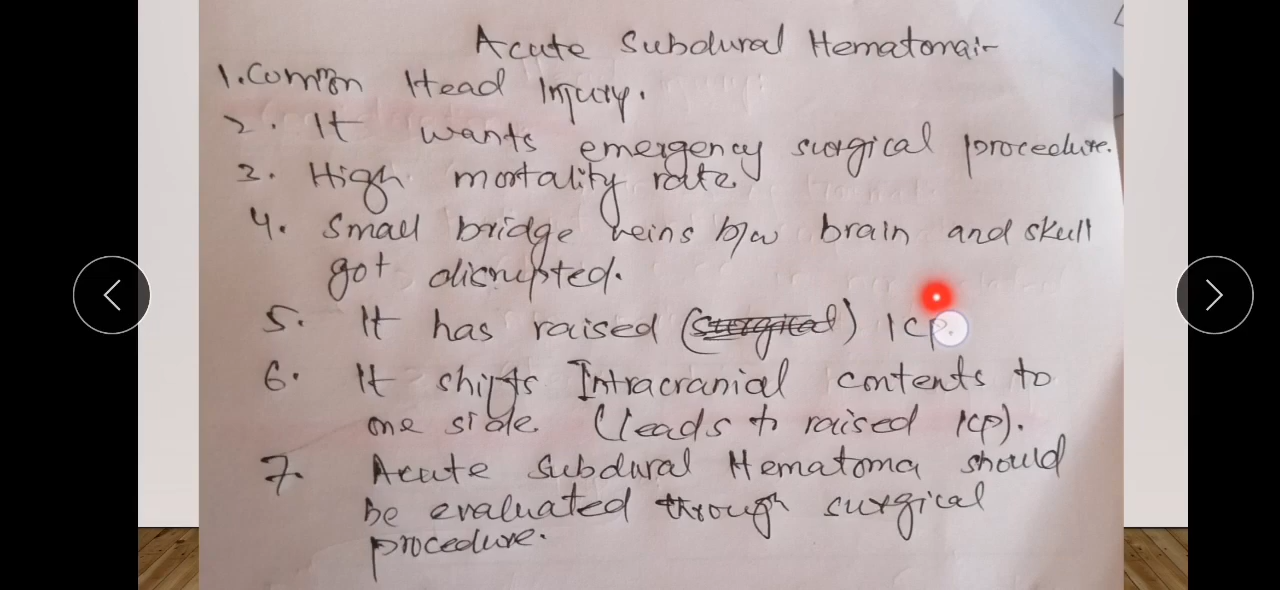 Acute Subdural Hematoma:-
1. Common Head Injury.
2. It wants emergency surgical procedure.
3. High mortality rate.
4. Small bridge veins b/w brain and skull
got disrupted.
5. It has raised (surgical) ICP.
6. It shifts Intracranial contents to
one side. (leads to raised ICP).
7. Acute Subdural Hematoma should
be evaluated through surgical
procedure.